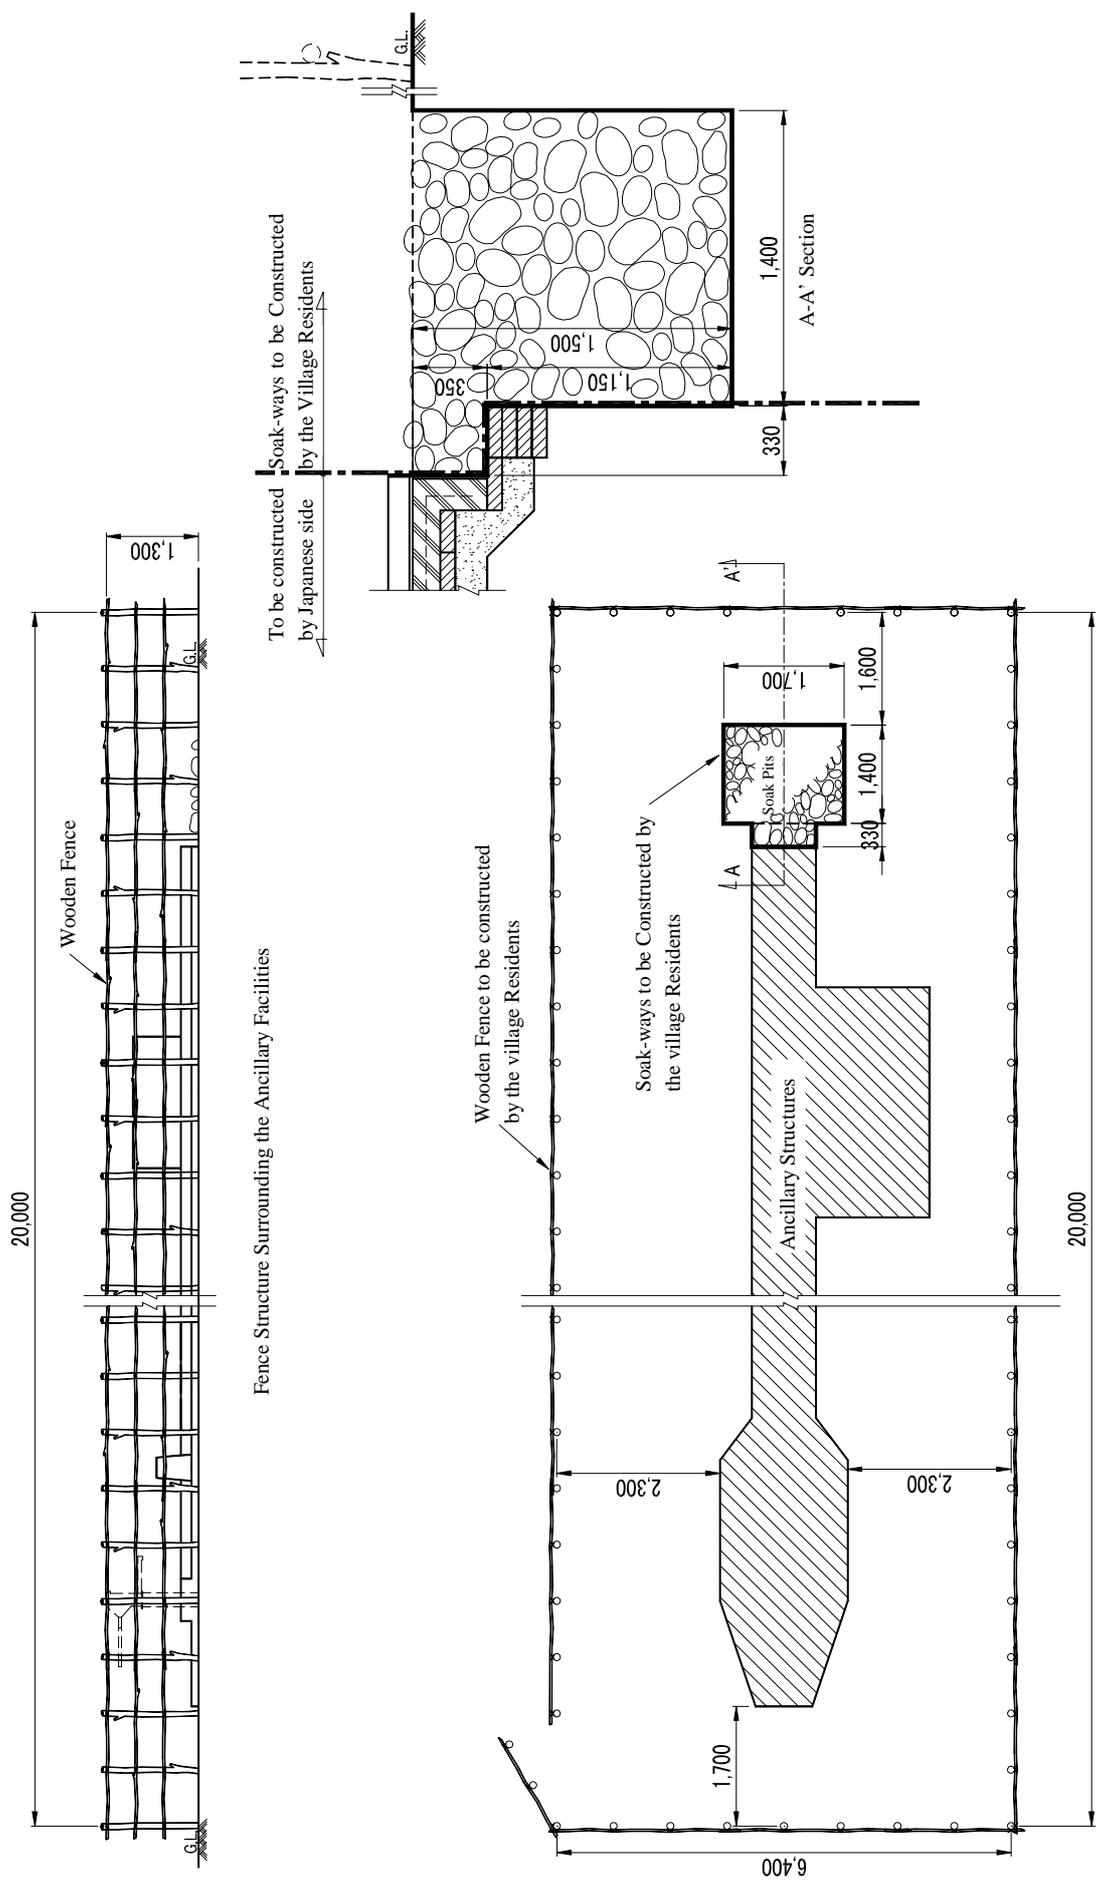 20,000
Wooden Fence
1,300
G.L.
G.L.
Fence Structure Surrounding the Ancillary Facilities
To be constructed
by Japanese side
Soak-ways to be Constructed
by the Village Residents
G.L.
350
1,500
1,150
330
1,400
A-A' Section
Wooden Fence to be constructed
by the village Residents
Soak-ways to be Constructed by
the village Residents
A
A'
Soak Pits
1,700
330
1,400
1,600
Ancillary Structures
2,300
2,300
1,700
6,400
20,000